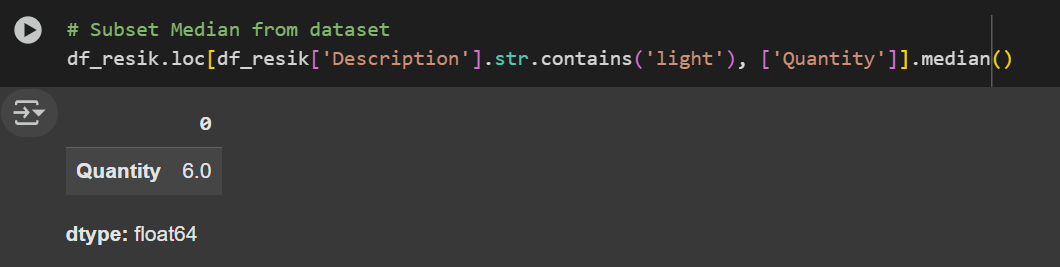 # Subset Median from dataset
df_resik.loc[df_resik['Description'].str.contains('light'), ['Quantity']].median()
0
Quantity 6.0
dtype: float64